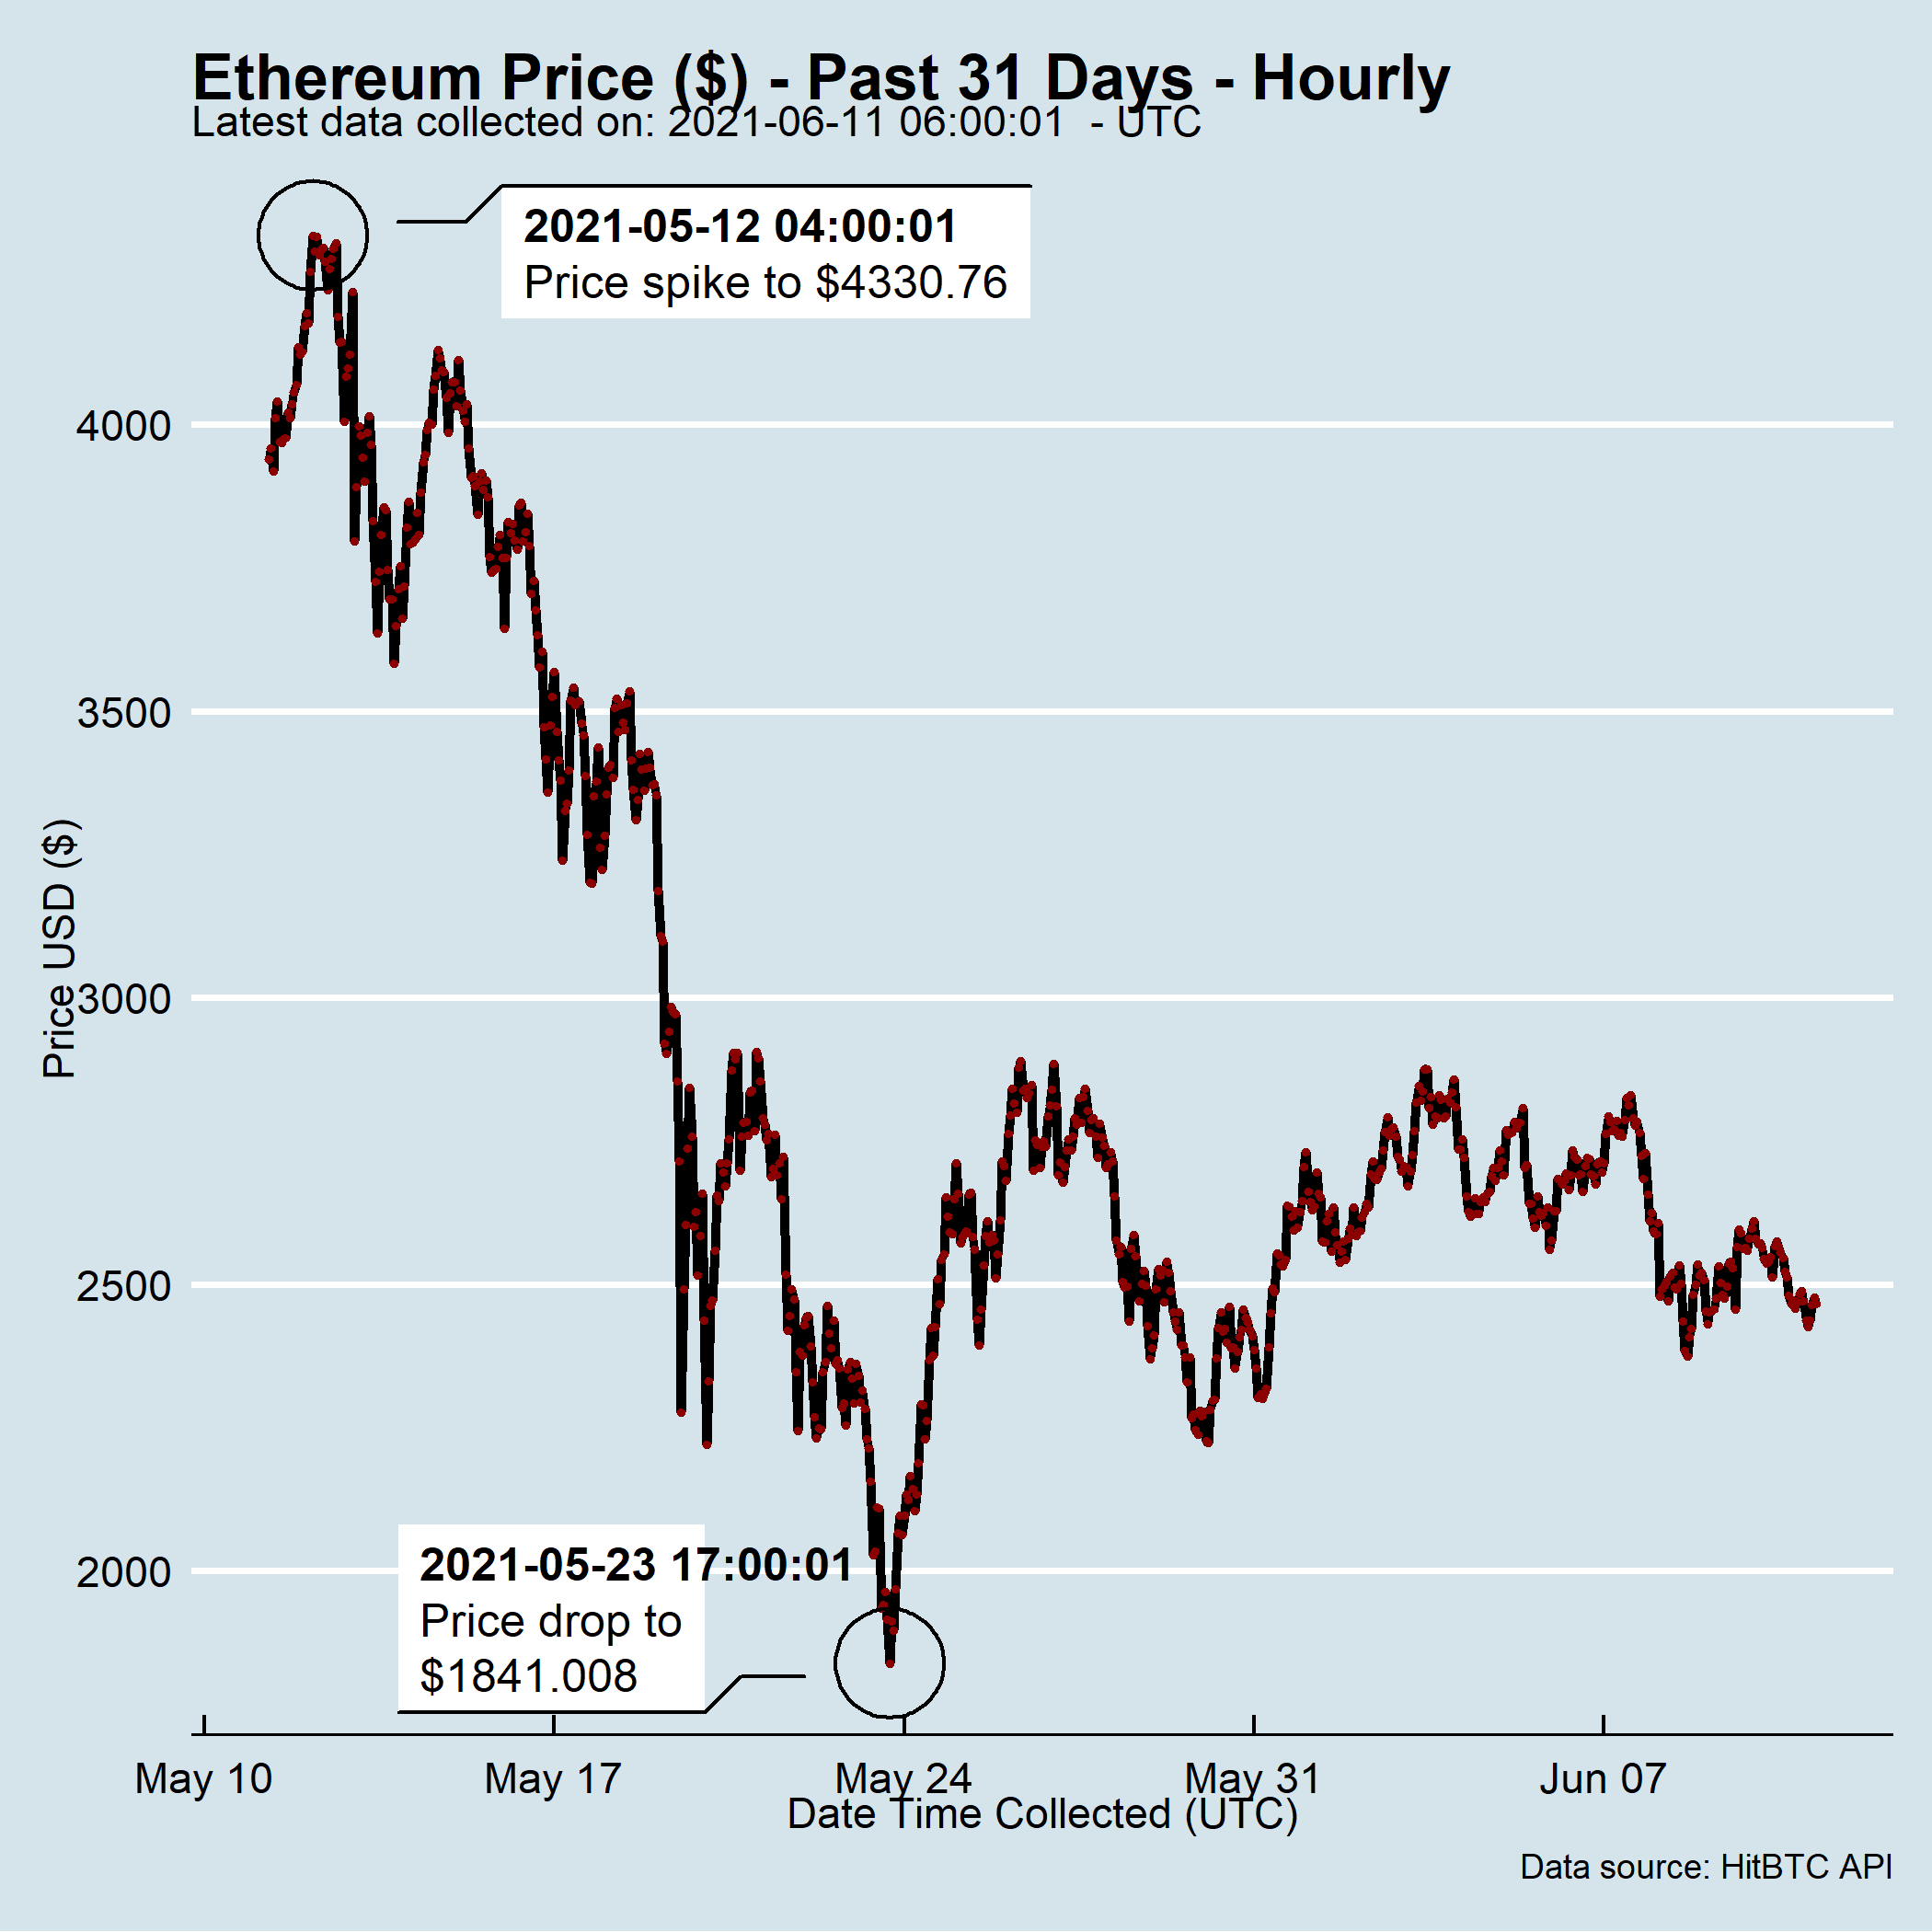 Ethereum Price ($) - Past 31 Days - Hourly
Latest data collected on: 2021-06-11 06:00:01  - UTC
2021-05-12 04:00:01
Price spike to $4330.76
4000
3500
3000
2500
2000
Price USD ($)
2021-05-23 17:00:01
Price drop to
$1841.008
May 10
May 17
May 24
May 31
Jun 07
Date Time Collected (UTC)
Data source: HitBTC API